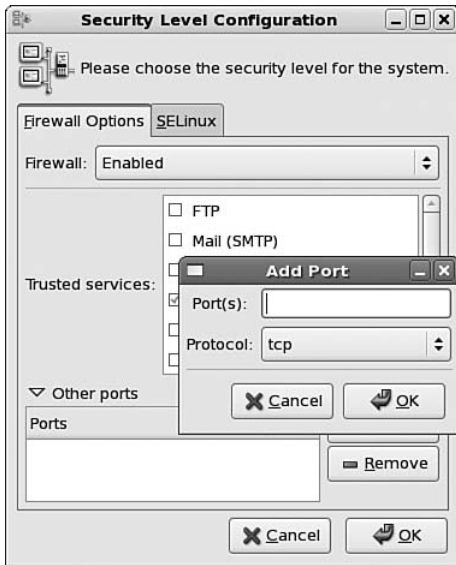 Security Level Configuration
Please choose the security level for the system.
Firewall Options
SELinux
Firewall:
Enabled
Trusted services:
FTP
Mail (SMTP)
Add Port
Port(s):
Protocol:
tcp
Cancel
OK
Other ports
Ports
Remove
Cancel
OK